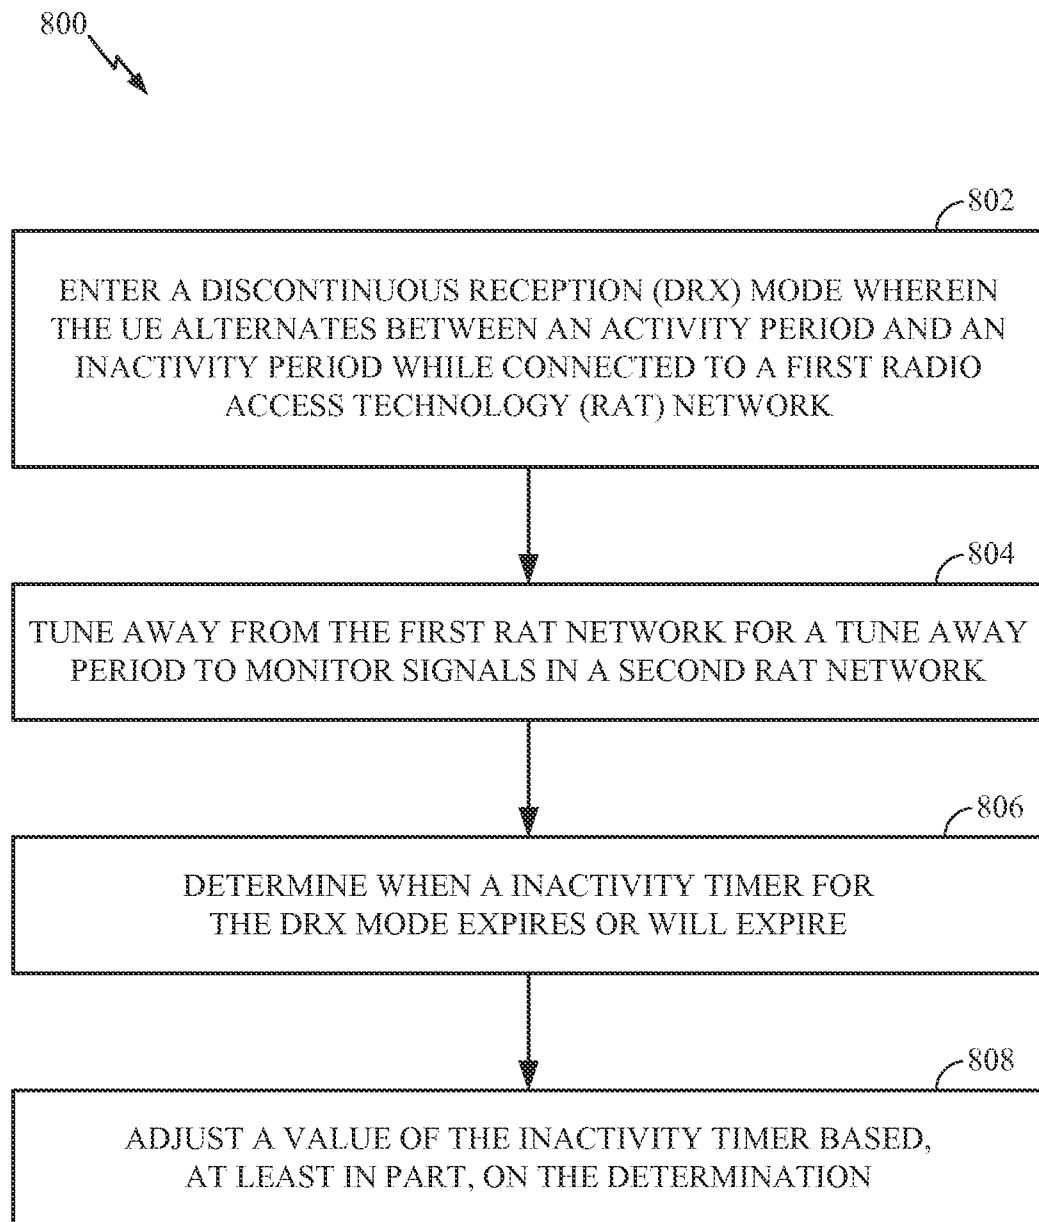 800
802
ENTER A DISCONTINUOUS RECEPTION (DRX) MODE WHEREIN
THE UE ALTERNATES BETWEEN AN ACTIVITY PERIOD AND AN
INACTIVITY PERIOD WHILE CONNECTED TO A FIRST RADIO
ACCESS TECHNOLOGY (RAT) NETWORK
804
TUNE AWAY FROM THE FIRST RAT NETWORK FOR A TUNE AWAY
PERIOD TO MONITOR SIGNALS IN A SECOND RAT NETWORK
806
DETERMINE WHEN A INACTIVITY TIMER FOR
THE DRX MODE EXPIRES OR WILL EXPIRE
808
ADJUST A VALUE OF THE INACTIVITY TIMER BASED,
AT LEAST IN PART, ON THE DETERMINATION